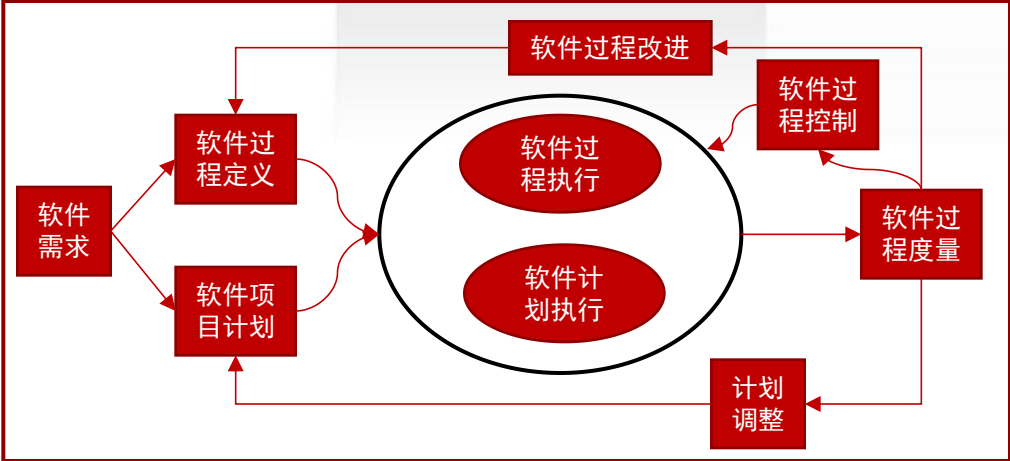 软件过程改进
软件过
程控制
软件过
程定义
软件过
程执行
软件
需求
软件过
程度量
软件项
目计划
软件计
划执行
计划
调整